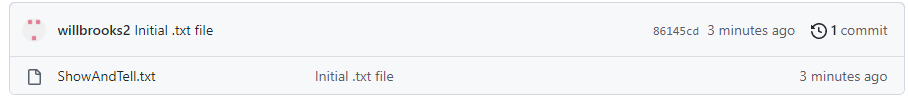 willbrooks2 Initial .txt file 86145cd 3 minutes ago 1 commit
ShowAndTell.txt Initial .txt file 3 minutes ago